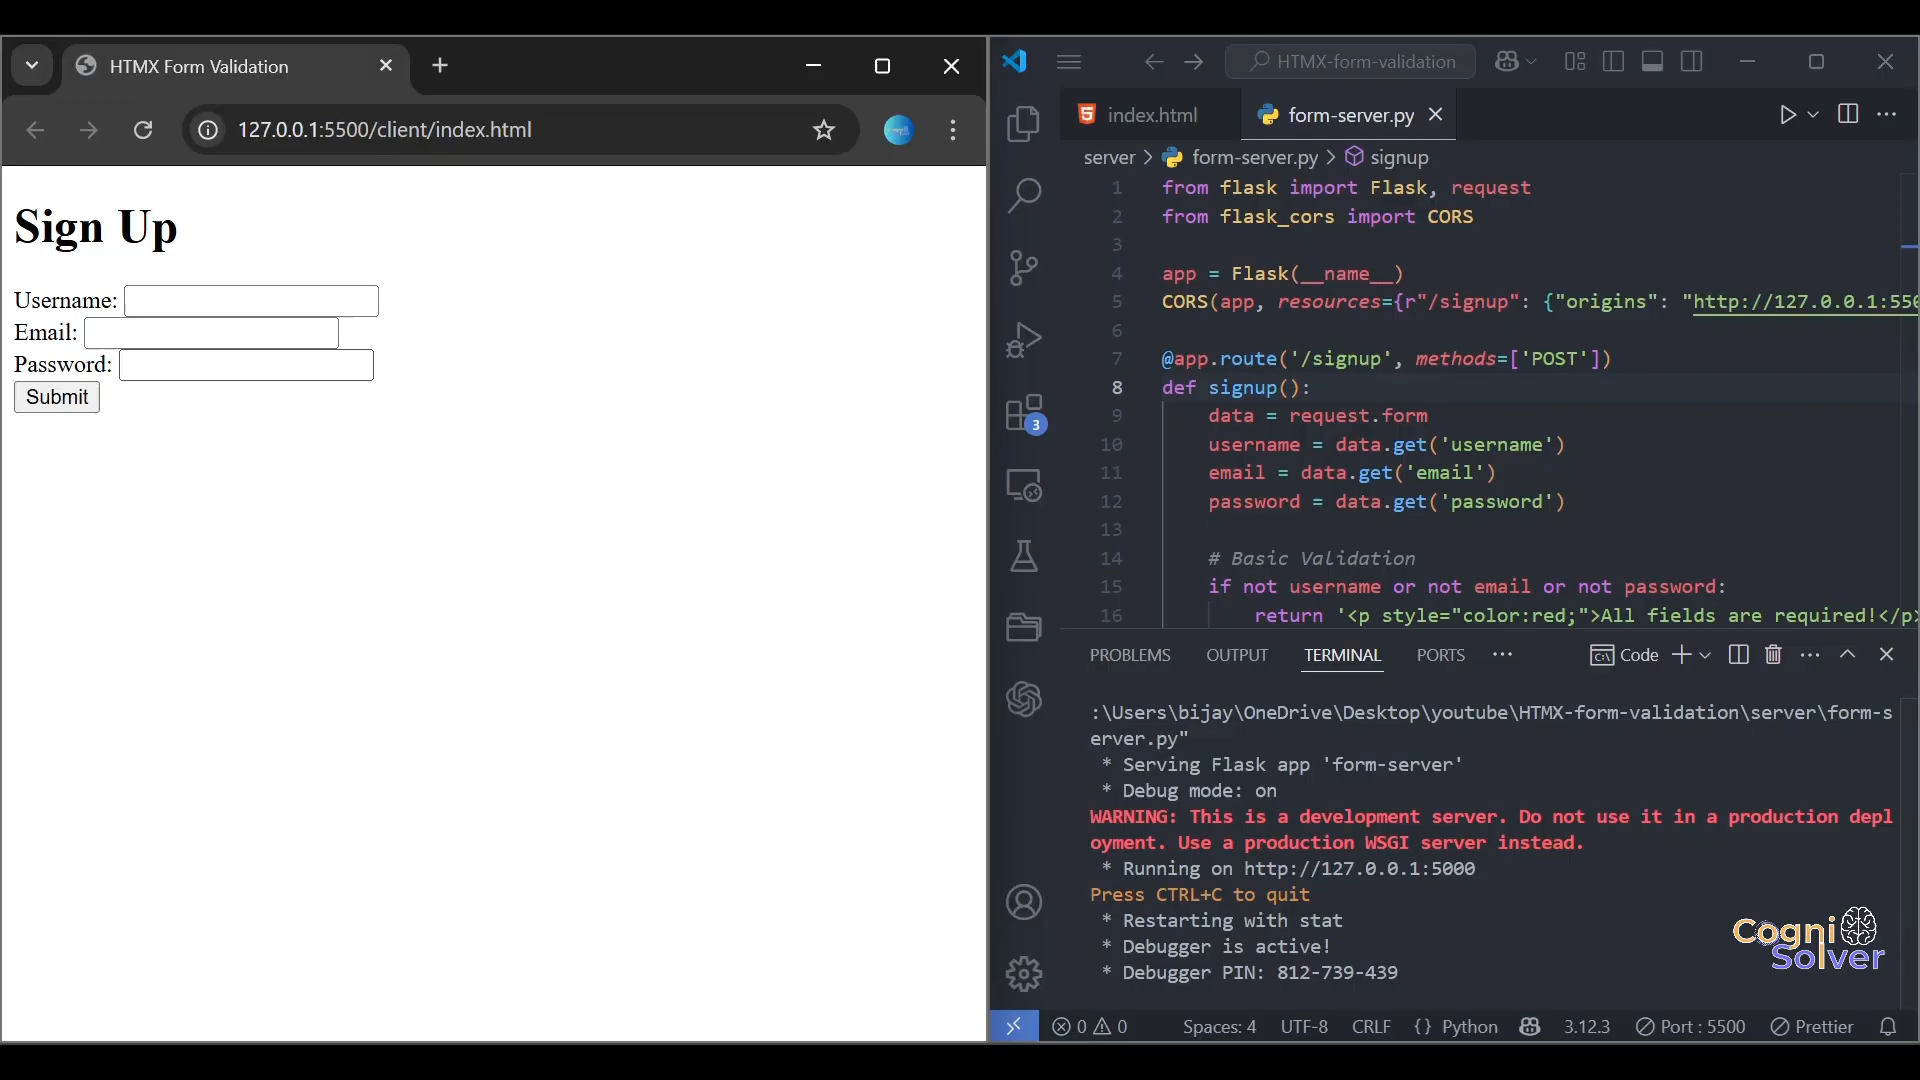 HTMX Form Validation
127.0.0.1:5500/client/index.html
Sign Up
Username:
Email:
Password:
Submit
HTMX-form-validation
index.html
form-server.py
server > form-server.py > signup
1 from flask import Flask, request
2 from flask_cors import CORS
3
4 app = Flask(__name__)
5 CORS(app, resources={r"/signup": {"origins": "http://127.0.0.1:550
6
7 @app.route('/signup', methods=['POST'])
8 def signup():
9 data = request.form
10 username = data.get('username')
11 email = data.get('email')
12 password = data.get('password')
13
14 # Basic Validation
15 if not username or not email or not password:
16 return '<p style="color:red;">All fields are required!</p>
3
PROBLEMS OUTPUT TERMINAL PORTS Code
:\Users\bijay\OneDrive\Desktop\youtube\HTMX-form-validation\server\form-s
erver.py"
* Serving Flask app 'form-server'
* Debug mode: on
WARNING: This is a development server. Do not use it in a production depl
oyment. Use a production WSGI server instead.
* Running on http://127.0.0.1:5000
Press CTRL+C to quit
* Restarting with stat
* Debugger is active!
* Debugger PIN: 812-739-439
Cogni
Solver
0 0 Spaces: 4 UTF-8 CRLF {} Python 3.12.3 Port : 5500 Prettier